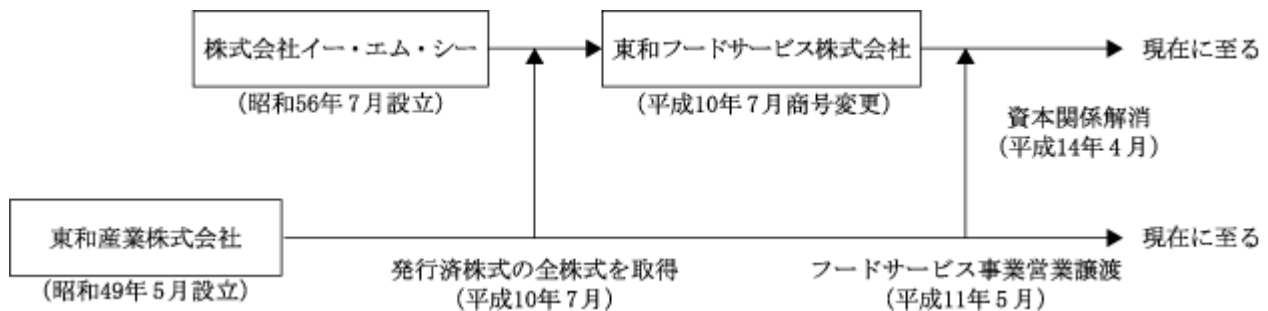 株式会社イー・エム・シー
東和フードサービス株式会社
現在に至る
(昭和56年7月設立)
(平成10年7月商号変更)
資本関係解消
(平成14年4月)
東和産業株式会社
現在に至る
(昭和49年5月設立)
発行済株式の全株式を取得
(平成10年7月)
フードサービス事業営業譲渡
(平成11年5月)